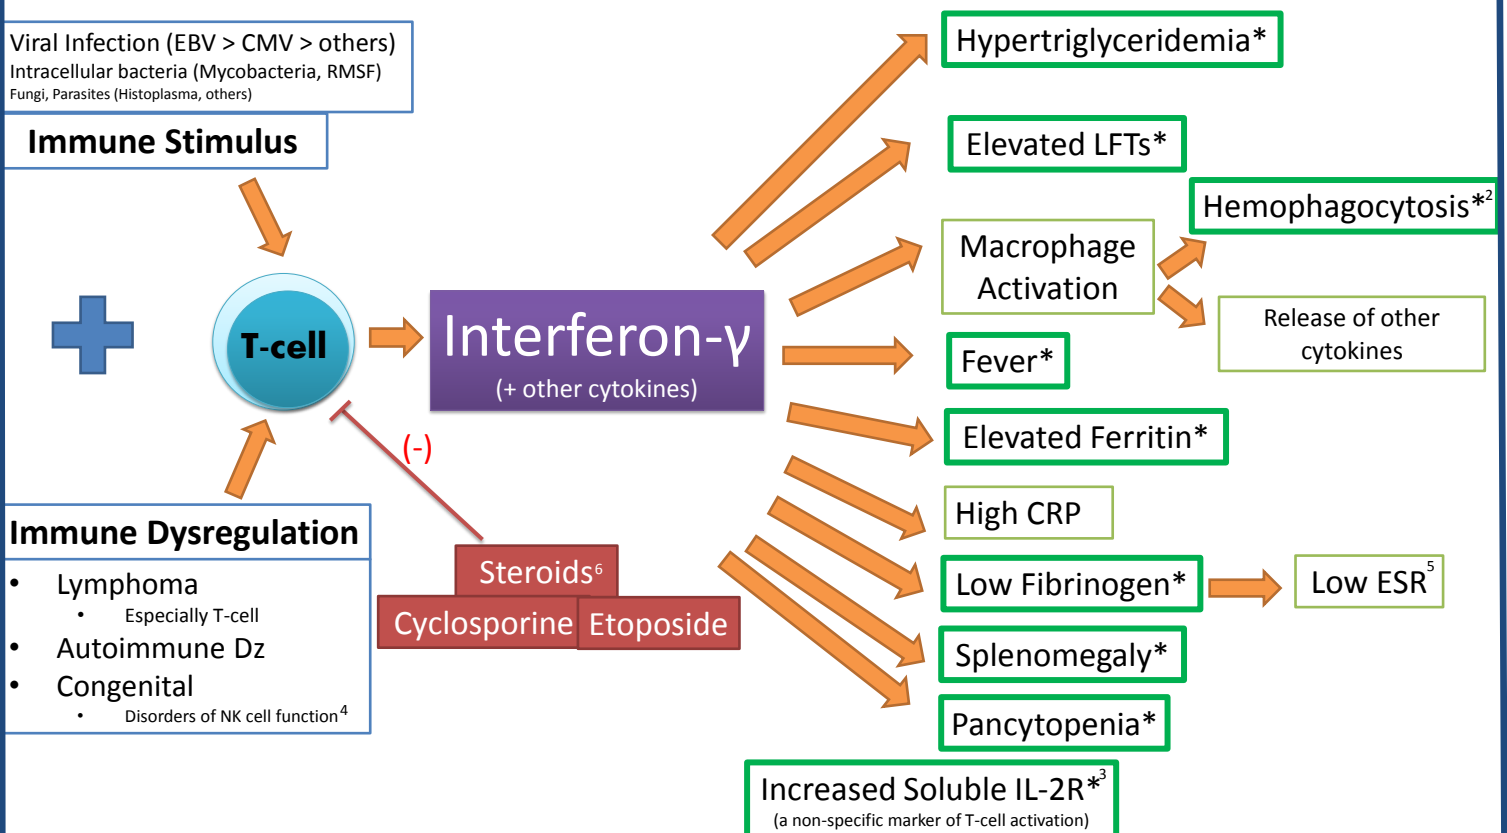 Viral Infection (EBV > CMV > others)
Intracellular bacteria (Mycobacteria, RMSF)
Fungi, Parasites (Histoplasma, others)
Immune Stimulus
T-cell
Interferon-γ
(+ other cytokines)
(-)
Immune Dysregulation
• Lymphoma
• Especially T-cell
• Autoimmune Dz
• Congenital
• Disorders of NK cell function4
Steroids6
Cyclosporine
Etoposide
Hypertriglyceridemia*
Elevated LFTs*
Macrophage
Activation
Hemophagocytosis*2
Release of other
cytokines
Fever*
Elevated Ferritin*
High CRP
Low Fibrinogen*
Low ESR5
Splenomegaly*
Pancytopenia*
Increased Soluble IL-2R*3
(a non-specific marker of T-cell activation)